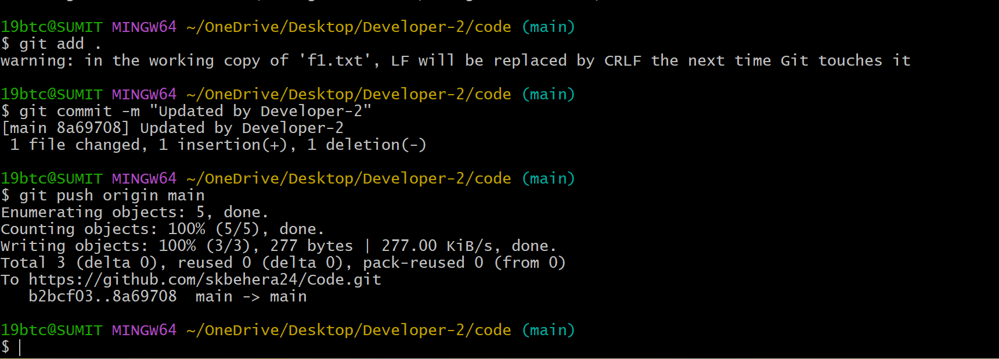 19btc@SUMIT MINGW64 ~/OneDrive/Desktop/Developer-2/code (main)
$ git add .
warning: in the working copy of 'f1.txt', LF will be replaced by CRLF the next time Git touches it
19btc@SUMIT MINGW64 ~/OneDrive/Desktop/Developer-2/code (main)
$ git commit -m "Updated by Developer-2"
[main 8a69708] Updated by Developer-2
 1 file changed, 1 insertion(+), 1 deletion(-)
19btc@SUMIT MINGW64 ~/OneDrive/Desktop/Developer-2/code (main)
$ git push origin main
Enumerating objects: 5, done.
Counting objects: 100% (5/5), done.
Writing objects: 100% (3/3), 277 bytes | 277.00 KiB/s, done.
Total 3 (delta 0), reused 0 (delta 0), pack-reused 0 (from 0)
To https://github.com/skbehera24/Code.git
   b2bcf03..8a69708  main -> main
19btc@SUMIT MINGW64 ~/OneDrive/Desktop/Developer-2/code (main)
$